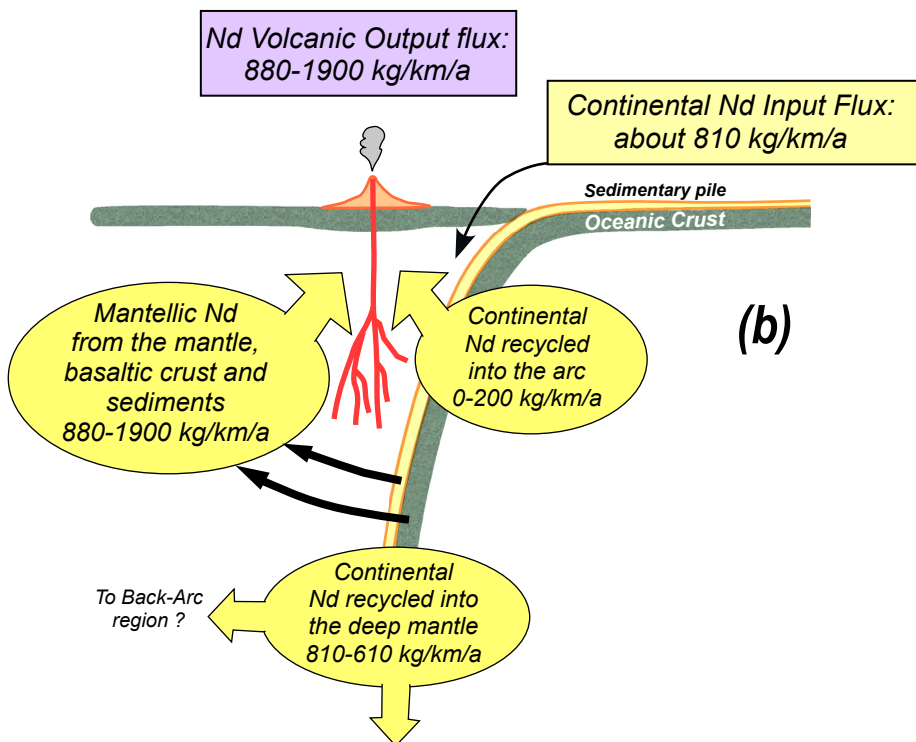 Nd Volcanic Output flux:
880-1900 kg/km/a
Continental Nd Input Flux:
about 810 kg/km/a
Sedimentary pile
Oceanic Crust
Mantellic Nd
from the mantle,
basaltic crust and
sediments
880-1900 kg/km/a
Continental
Nd recycled
into the arc
0-200 kg/km/a
(b)
Continental
Nd recycled into
the deep mantle
810-610 kg/km/a
To Back-Arc
region ?